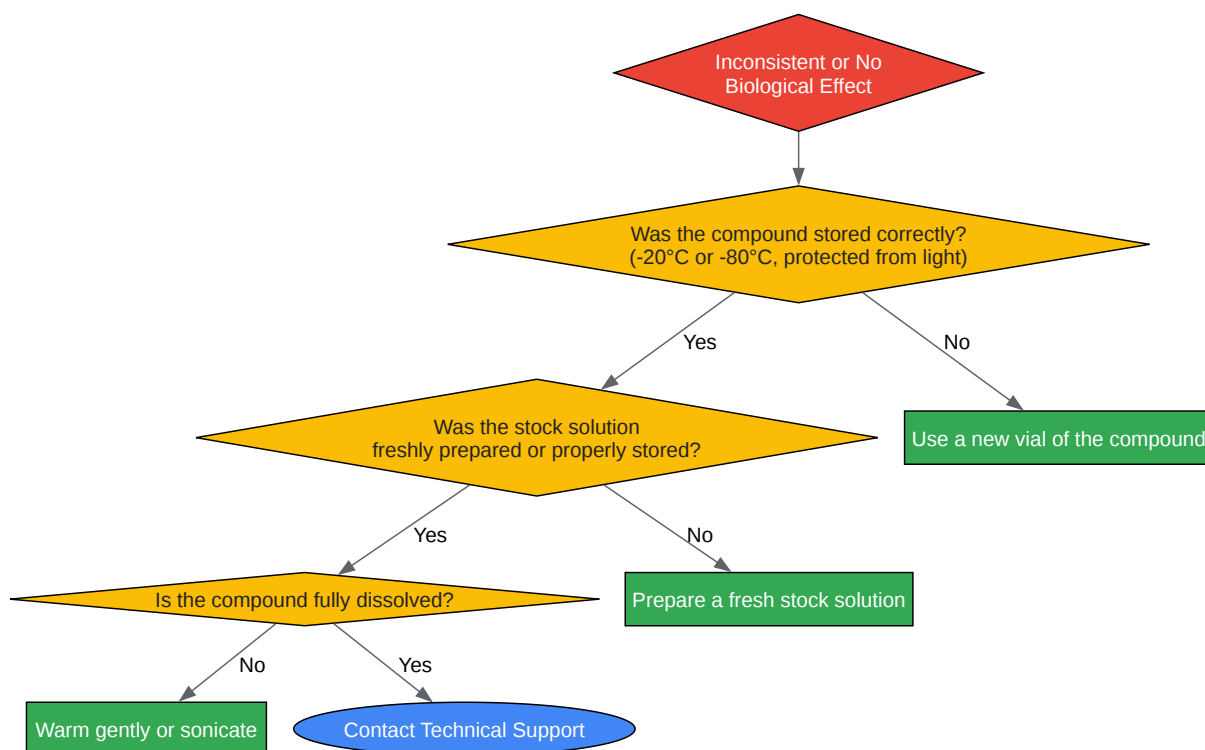 Inconsistent or No
Biological Effect
Was the compound stored correctly?
(-20°C or -80°C, protected from light)
Yes
No
Was the stock solution
freshly prepared or properly stored?
Use a new vial of the compound
Yes
No
Is the compound fully dissolved?
Prepare a fresh stock solution
No
Yes
Warm gently or sonicate
Contact Technical Support